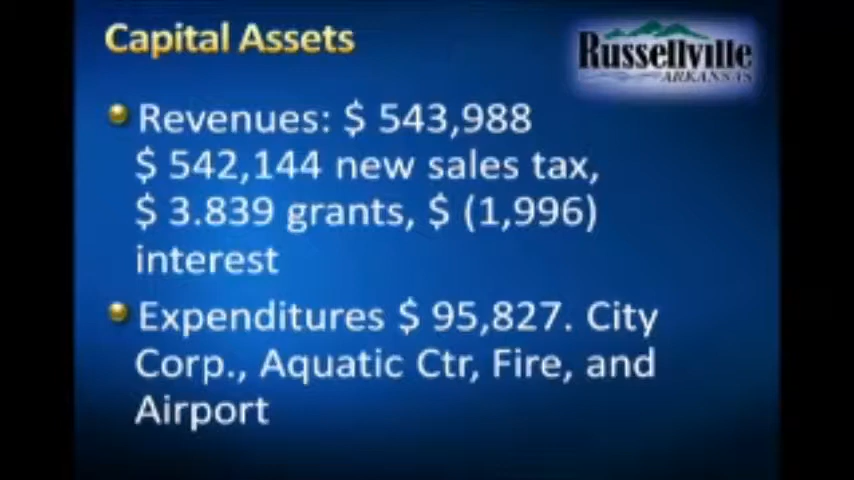 Capital Assets
Russellville
ARKANSAS
Revenues: $ 543,988
$ 542,144 new sales tax,
$ 3.839 grants, $ (1,996)
interest
Expenditures $ 95,827. City
Corp., Aquatic Ctr, Fire, and
Airport